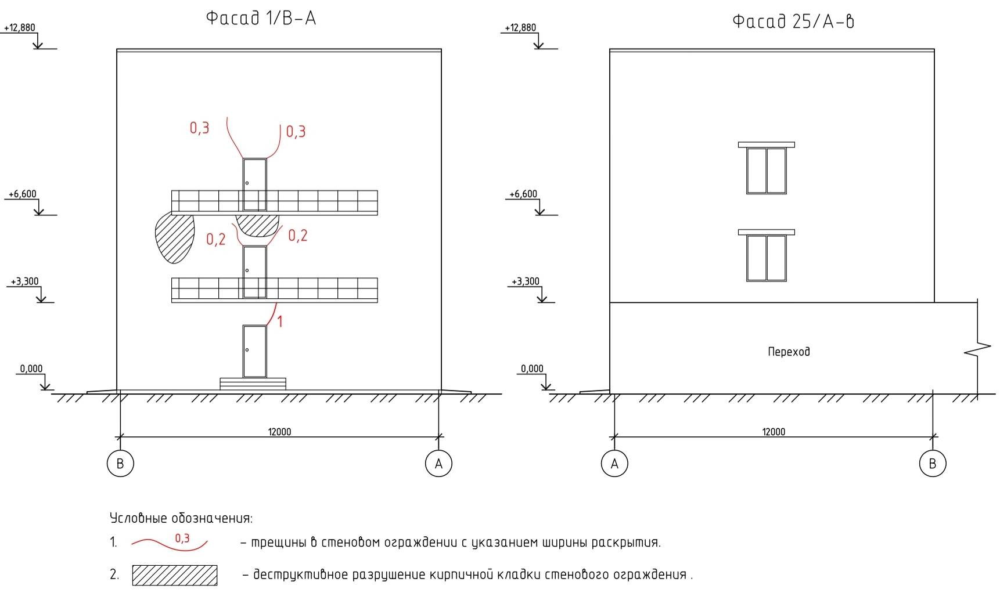 Фасад 1/В-А
Фасад 25/А-в
+12,880
+12,880
0,3
0,3
+6,600
+6,600
0,2
0,2
+3,300
+3,300
1
Переход
0,000
0,000
12000
12000
В
А
А
В
Условные обозначения:
1. 0,3 - трещины в стеновом ограждении с указанием ширины раскрытия.
2. - деструктивное разрушение кирпичной кладки стенового ограждения .